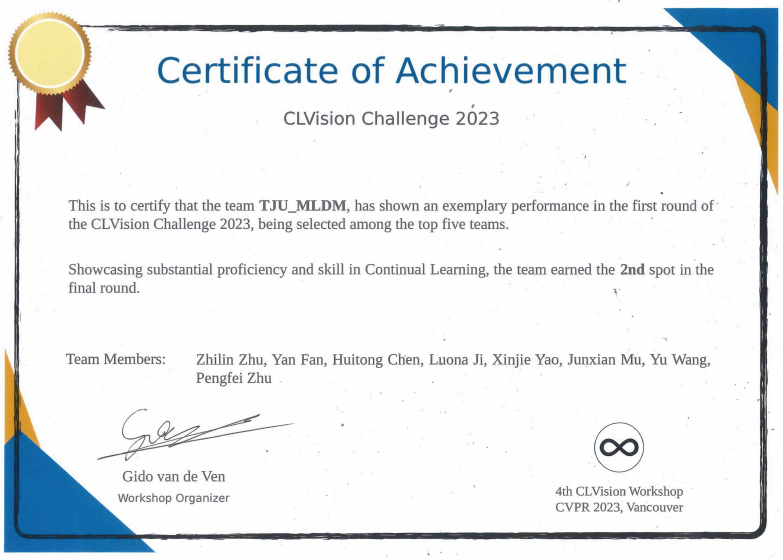 Certificate of Achievement
CLVision Challenge 2023
This is to certify that the team TJU_MLDM, has shown an exemplary performance in the first round of
the CLVision Challenge 2023, being selected among the top five teams.
Showcasing substantial proficiency and skill in Continual Learning, the team earned the 2nd spot in the
final round.
Team Members: Zhilin Zhu, Yan Fan, Huitong Chen, Luona Ji, Xinjie Yao, Junxian Mu, Yu Wang,
Pengfei Zhu
Gido van de Ven
Workshop Organizer
4th CLVision Workshop
CVPR 2023, Vancouver